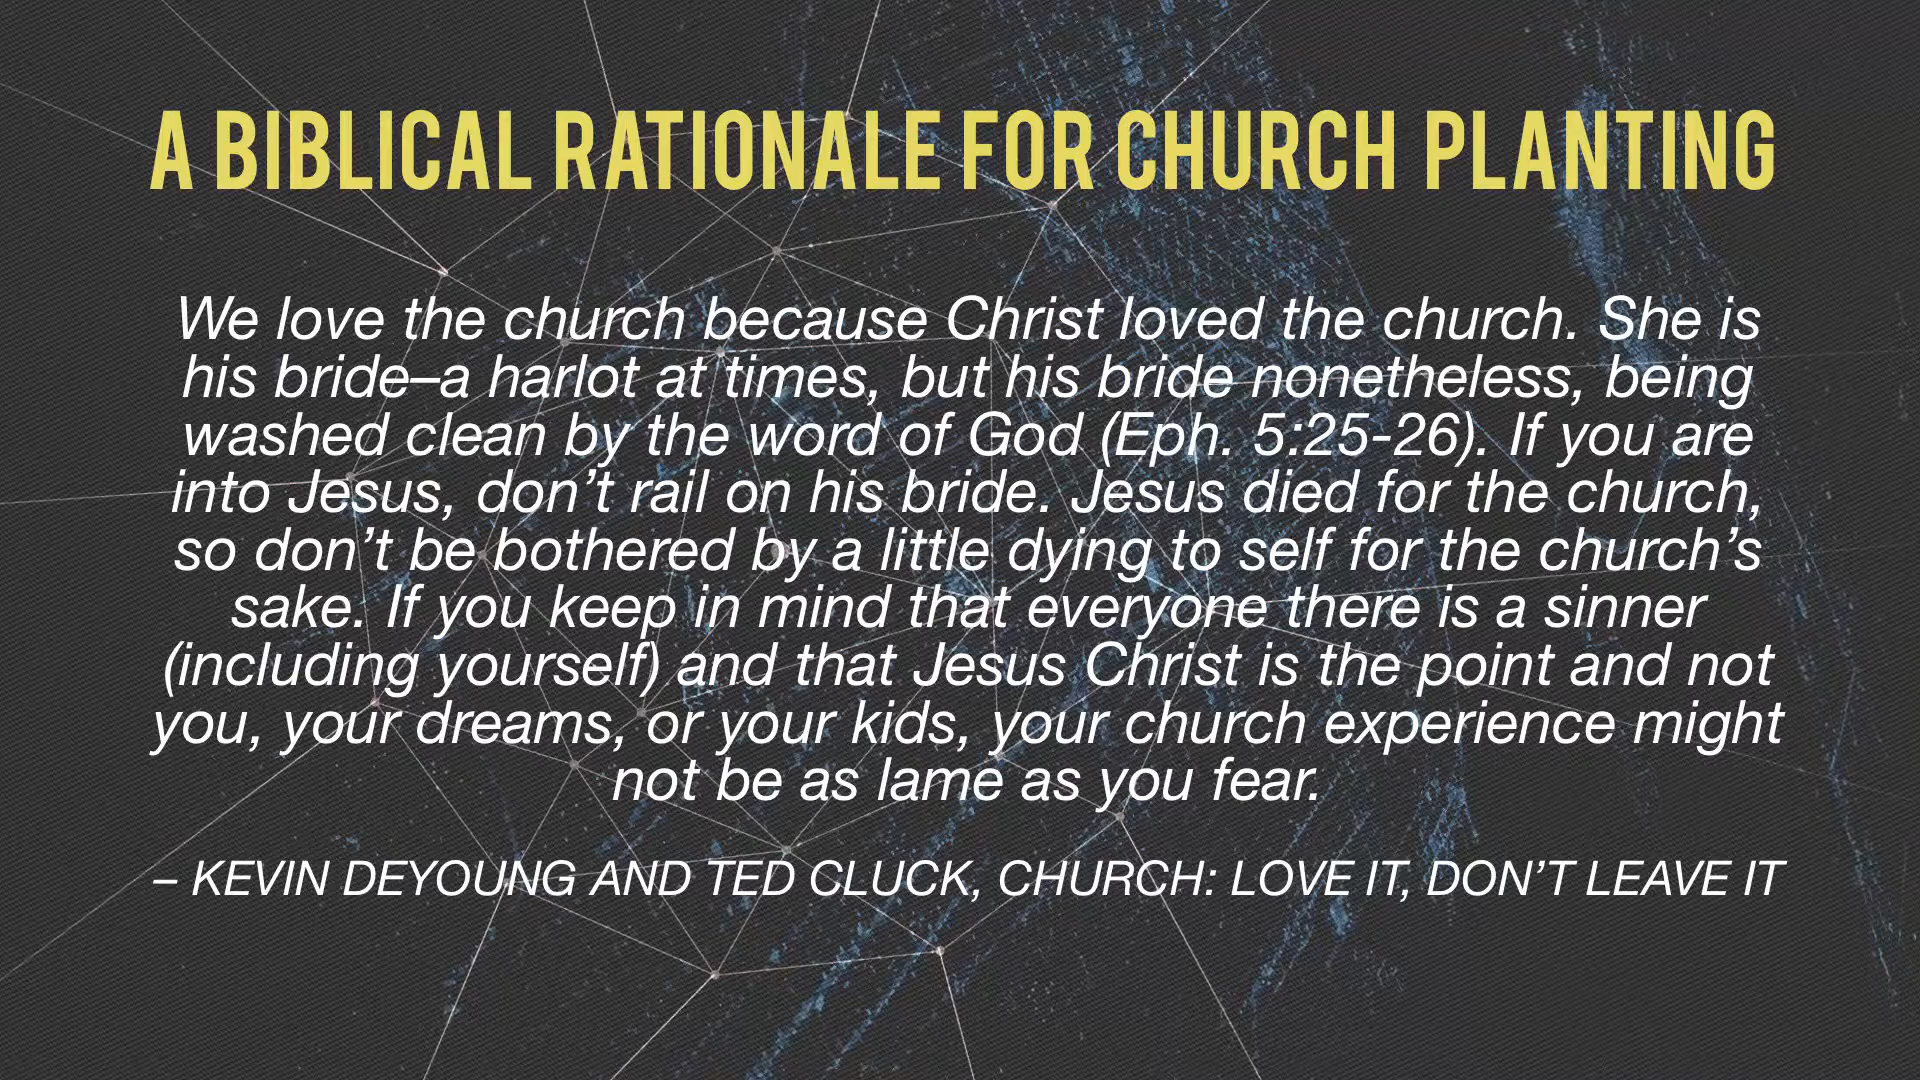 A BIBLICAL RATIONALE FOR CHURCH PLANTING
We love the church because Christ loved the church. She is
his bride–a harlot at times, but his bride nonetheless, being
washed clean by the word of God (Eph. 5:25-26). If you are
into Jesus, don’t rail on his bride. Jesus died for the church,
so don’t be bothered by a little dying to self for the church’s
sake. If you keep in mind that everyone there is a sinner
(including yourself) and that Jesus Christ is the point and not
you, your dreams, or your kids, your church experience might
not be as lame as you fear.
– KEVIN DEYOUNG AND TED CLUCK, CHURCH: LOVE IT, DON’T LEAVE IT